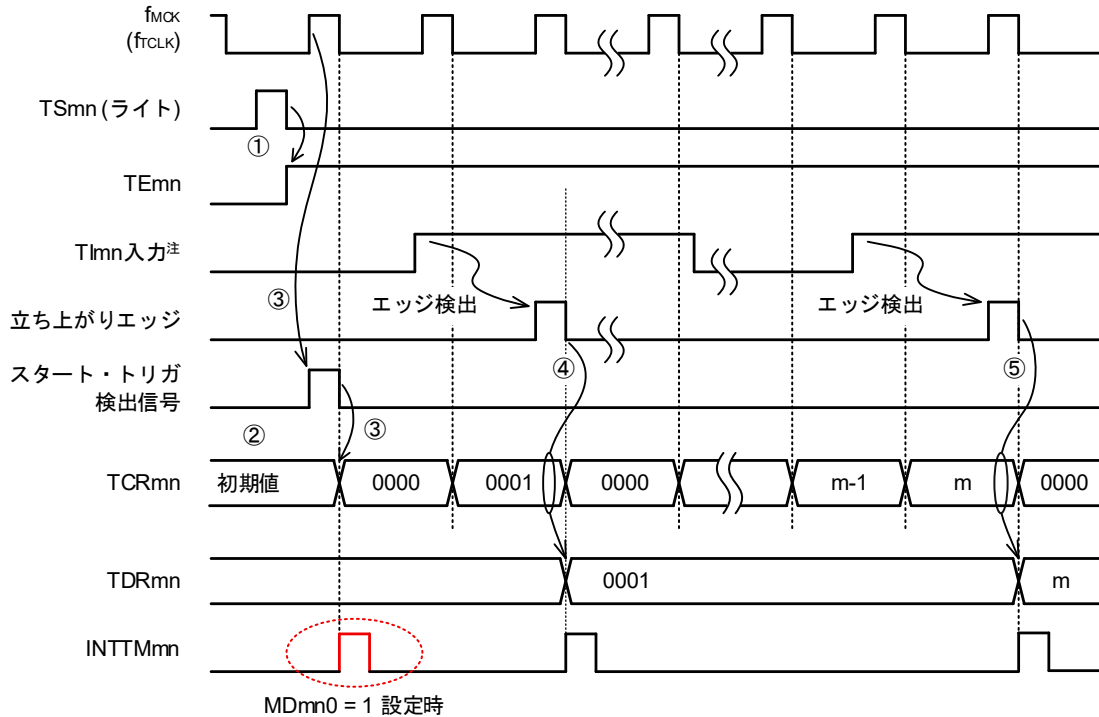 fMCK
(fTCLK)
TSmn (ライト)
①
TEmn
TImn入力注
③
エッジ検出
エッジ検出
立ち上がりエッジ
④
⑤
スタート・トリガ
検出信号
②
③
TCRmn
初期値
0000
0001
0000
m-1
m
0000
TDRmn
0001
m
INTTMmn
MDmn0 = 1 設定時